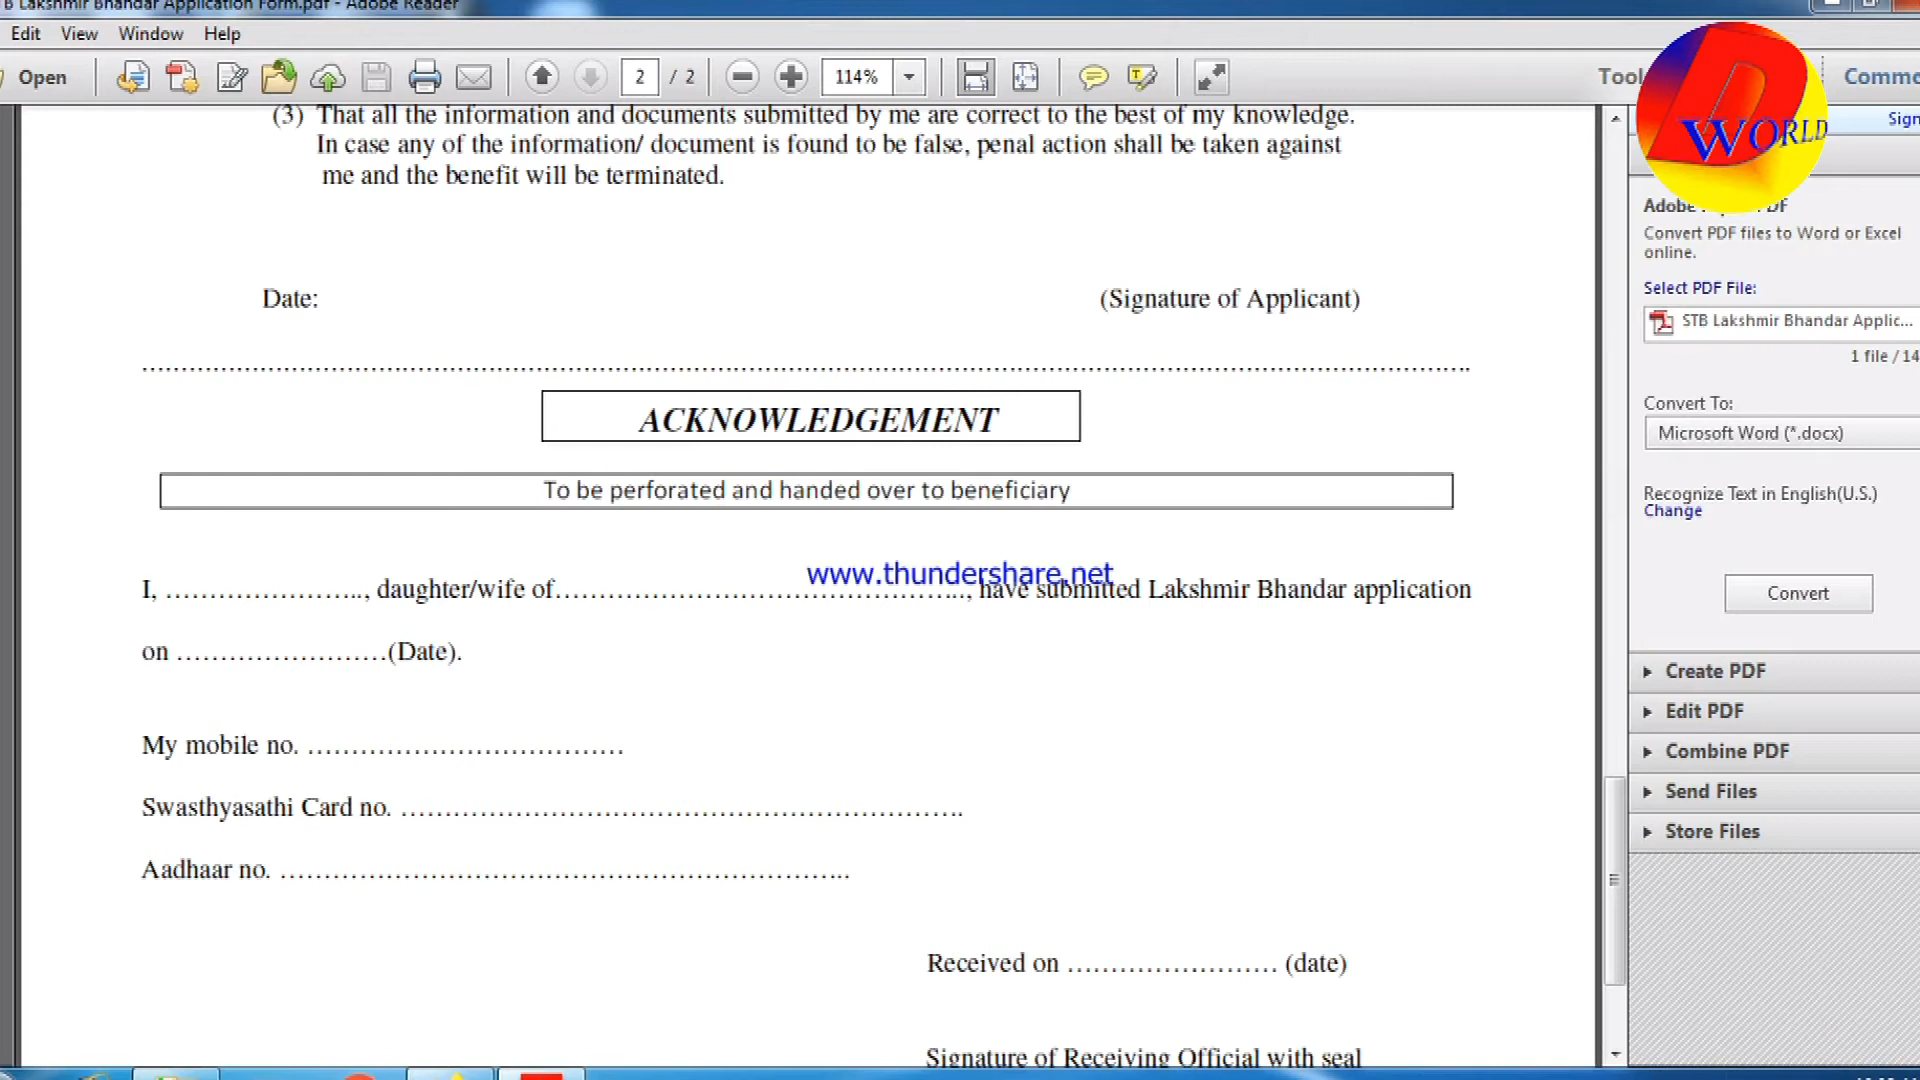 B Lakshmir Bhandar Application Form.pdf - Adobe Reader
Edit View Window Help
Open 2 / 2 114% Comme
WORLD
Sign
(3) That all the information and documents submitted by me are correct to the best of my knowledge.
In case any of the information/ document is found to be false, penal action shall be taken against
me and the benefit will be terminated.
Date: (Signature of Applicant)
……………………………………………………………………………………………………………………………………….
ACKNOWLEDGEMENT
To be perforated and handed over to beneficiary
www.thundershare.net
I, ………………….., daughter/wife of……………………………………….., have submitted Lakshmir Bhandar application
on ……………………(Date).
My mobile no. ………………………………
Swasthyasathi Card no. ……………………………………………………….
Aadhaar no. ………………………………………………………..
Received on …………………… (date)
Signature of Receiving Official with seal
Adobe PDF
Convert PDF files to Word or Excel
online.
Select PDF File:
STB Lakshmir Bhandar Applic...
1 file / 14
Convert To:
Microsoft Word (*.docx)
Recognize Text in English(U.S.)
Change
Convert
Create PDF
Edit PDF
Combine PDF
Send Files
Store Files